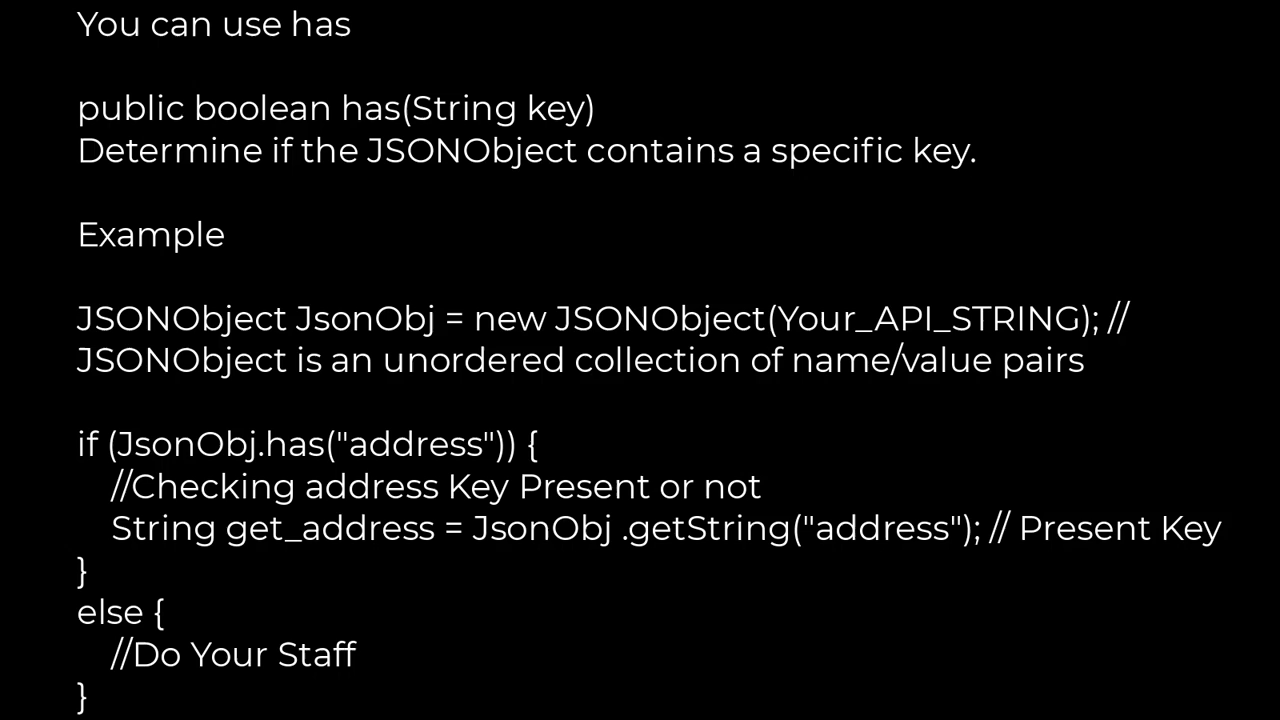 You can use has
public boolean has(String key)
Determine if the JSONObject contains a specific key.
Example
JSONObject JsonObj = new JSONObject(Your_API_STRING); //
JSONObject is an unordered collection of name/value pairs
if (JsonObj.has("address")) {
//Checking address Key Present or not
String get_address = JsonObj .getString("address"); // Present Key
}
else {
//Do Your Staff
}